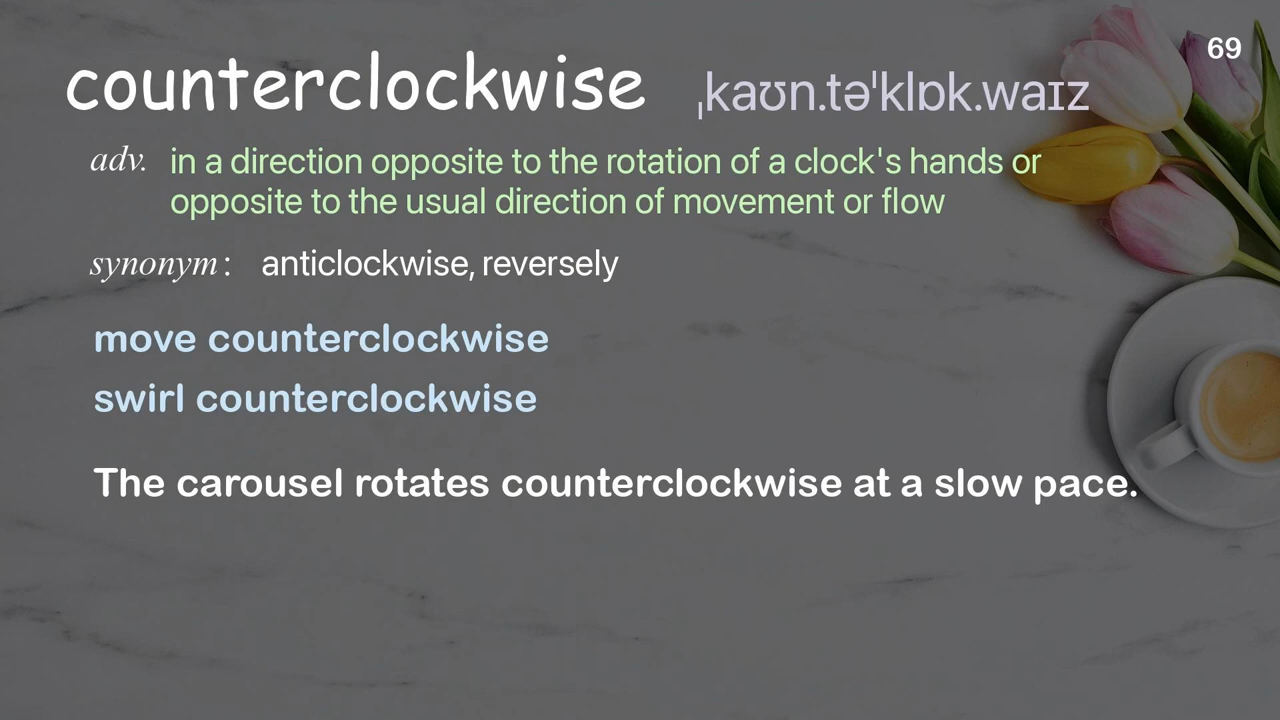 69
counterclockwise ˌkaʊn.təˈklɒk.waɪz
adv. in a direction opposite to the rotation of a clock's hands or
opposite to the usual direction of movement or flow
synonym: anticlockwise, reversely
move counterclockwise
swirl counterclockwise
The carousel rotates counterclockwise at a slow pace.